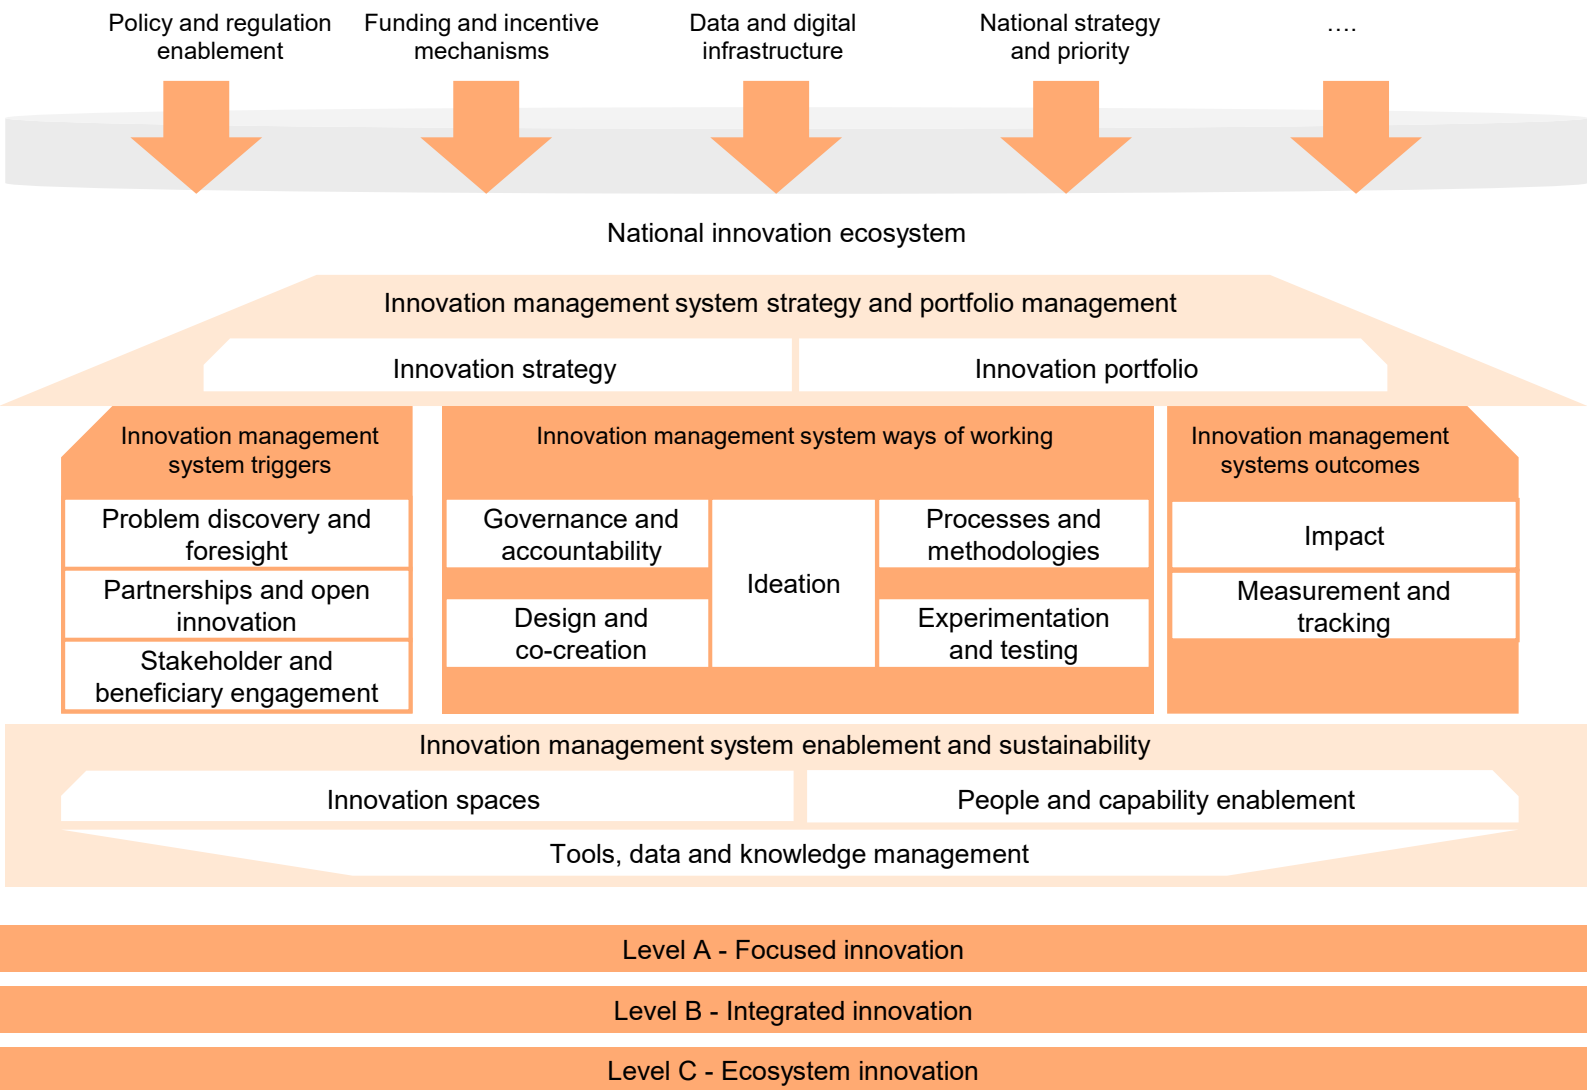 Policy and regulation
enablement
Funding and incentive
mechanisms
Data and digital
infrastructure
National strategy
and priority
....
National innovation ecosystem
Innovation management system strategy and portfolio management
Innovation strategy
Innovation portfolio
Innovation management
system triggers
Problem discovery and
foresight
Partnerships and open
innovation
Stakeholder and
beneficiary engagement
Innovation management system ways of working
Governance and
accountability
Design and
co-creation
Ideation
Processes and
methodologies
Experimentation
and testing
Innovation management
systems outcomes
Impact
Measurement and
tracking
Innovation management system enablement and sustainability
Innovation spaces
People and capability enablement
Tools, data and knowledge management
Level A - Focused innovation
Level B - Integrated innovation
Level C - Ecosystem innovation